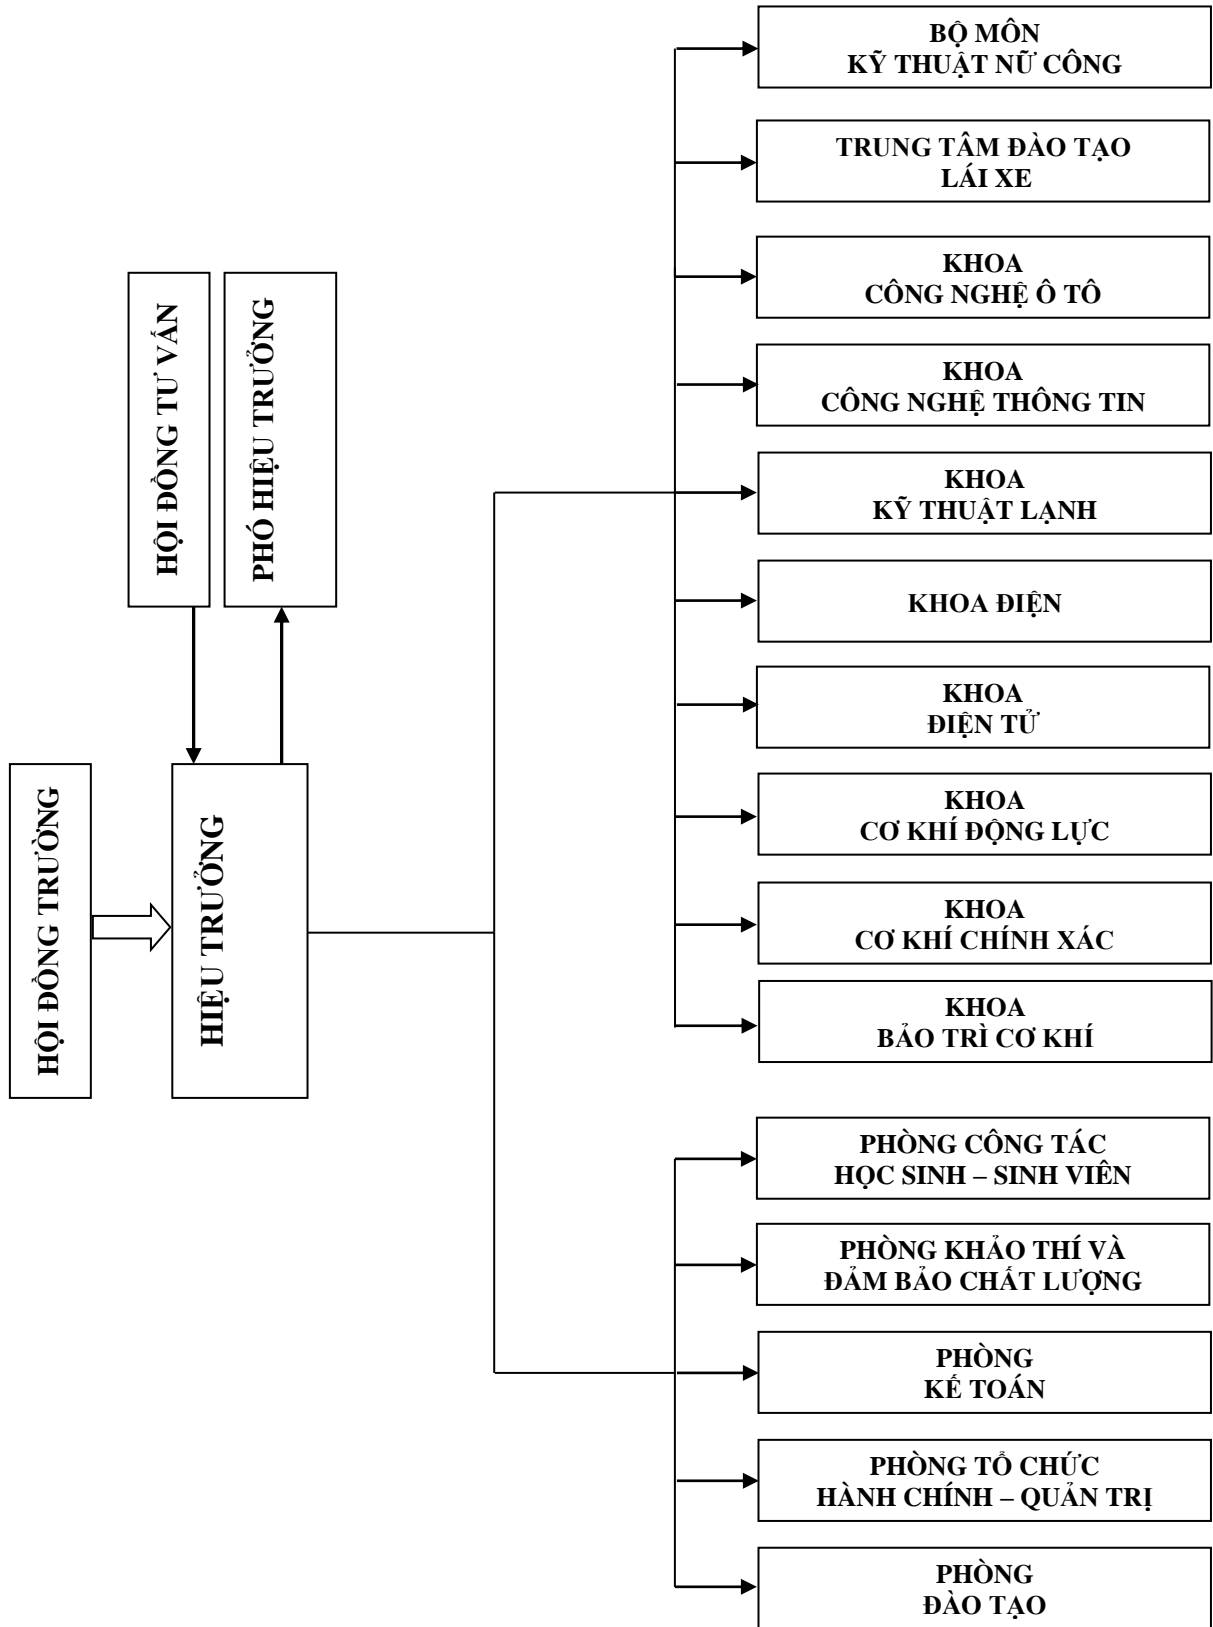 HỘI ĐỒNG TRƯỜNG
HIỆU TRƯỞNG
HỘI ĐỒNG TƯ VẤN
PHÓ HIỆU TRƯỞNG
BỘ MÔN
KỸ THUẬT NỮ CÔNG
TRUNG TÂM ĐÀO TẠO
LÁI XE
KHOA
CÔNG NGHỆ Ô TÔ
KHOA
CÔNG NGHỆ THÔNG TIN
KHOA
KỸ THUẬT LẠNH
KHOA ĐIỆN
KHOA
ĐIỆN TỬ
KHOA
CƠ KHÍ ĐỘNG LỰC
KHOA
CƠ KHÍ CHÍNH XÁC
KHOA
BẢO TRÌ CƠ KHÍ
PHÒNG CÔNG TÁC
HỌC SINH – SINH VIÊN
PHÒNG KHẢO THÍ VÀ
ĐẢM BẢO CHẤT LƯỢNG
PHÒNG
KẾ TOÁN
PHÒNG TỔ CHỨC
HÀNH CHÍNH – QUẢN TRỊ
PHÒNG
ĐÀO TẠO